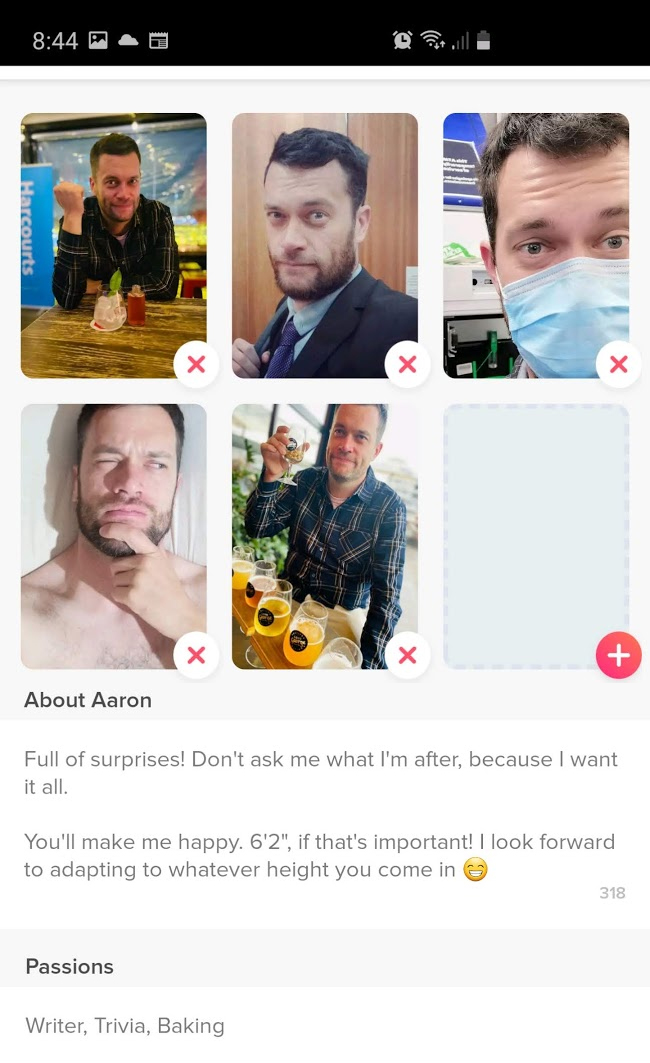 8:44
Harcourts
About Aaron
Full of surprises! Don't ask me what I'm after, because I want
it all.
You'll make me happy. 6'2", if that's important! I look forward
to adapting to whatever height you come in 😁
318
Passions
Writer, Trivia, Baking